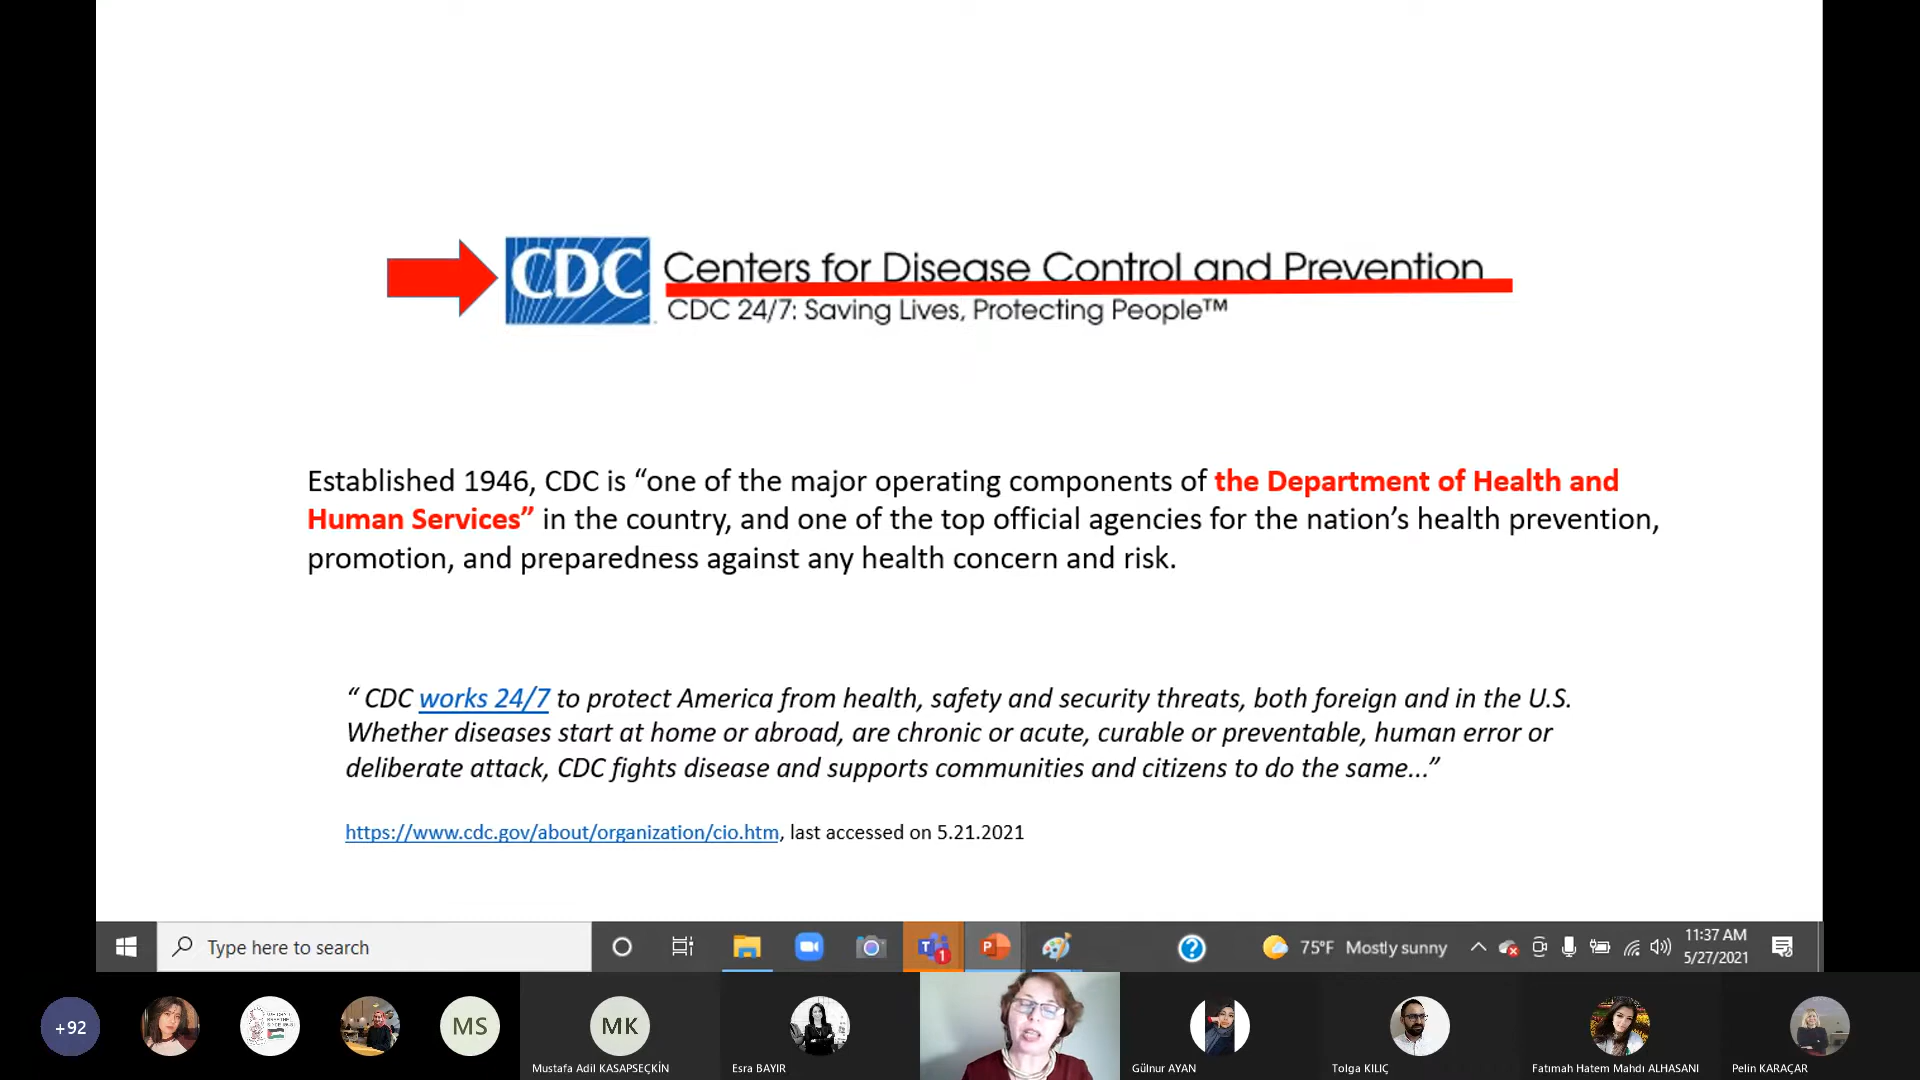 CDC Centers for Disease Control and Prevention
CDC 24/7: Saving Lives, Protecting People™
Established 1946, CDC is “one of the major operating components of the Department of Health and
Human Services” in the country, and one of the top official agencies for the nation’s health prevention,
promotion, and preparedness against any health concern and risk.
“ CDC works 24/7 to protect America from health, safety and security threats, both foreign and in the U.S.
Whether diseases start at home or abroad, are chronic or acute, curable or preventable, human error or
deliberate attack, CDC fights disease and supports communities and citizens to do the same...”
https://www.cdc.gov/about/organization/cio.htm, last accessed on 5.21.2021
Type here to search
1
75°F Mostly sunny
11:37 AM
5/27/2021
+92
MS
MK
Mustafa Adil KASAPSEÇKİN
Esra BAYIR
Gülnur AYAN
Tolga KILIÇ
Fatımah Hatem Mahdı ALHASANI
Pelin KARAÇAR